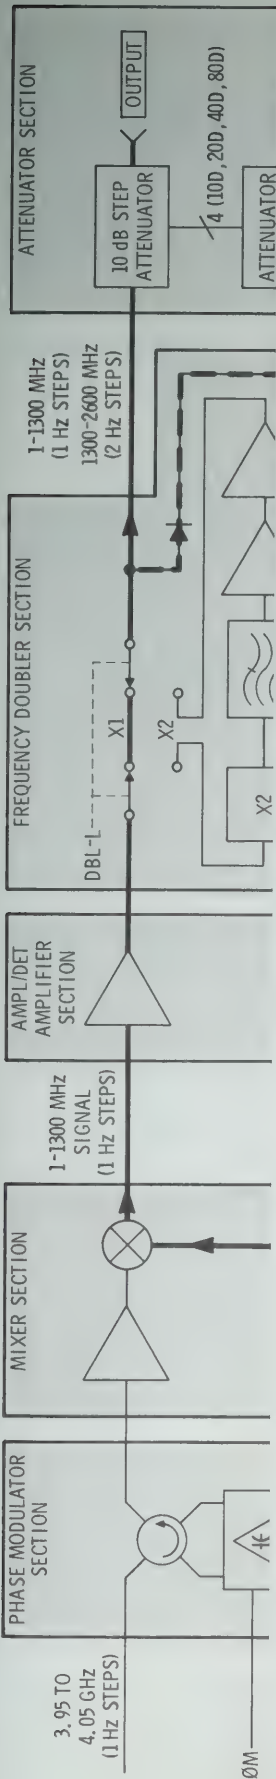 3.95 TO
4.05 GHz
(1Hz STEPS)
ØM
PHASE MODULATOR
SECTION
MIXER SECTION
1-1300 MHz
SIGNAL
(1 Hz STEPS)
AMPL/DET
AMPLIFIER
SECTION
FREQUENCY DOUBLER SECTION
DBL-L
X1
X2
X2
1-1300 MHZ
(1 Hz STEPS)
1300-2600 MHz
(2 Hz STEPS)
ATTENUATOR SECTION
10 dB STEP
ATTENUATOR
OUTPUT
4 (10D, 20D, 40D, 80D)
ATTENUATOR